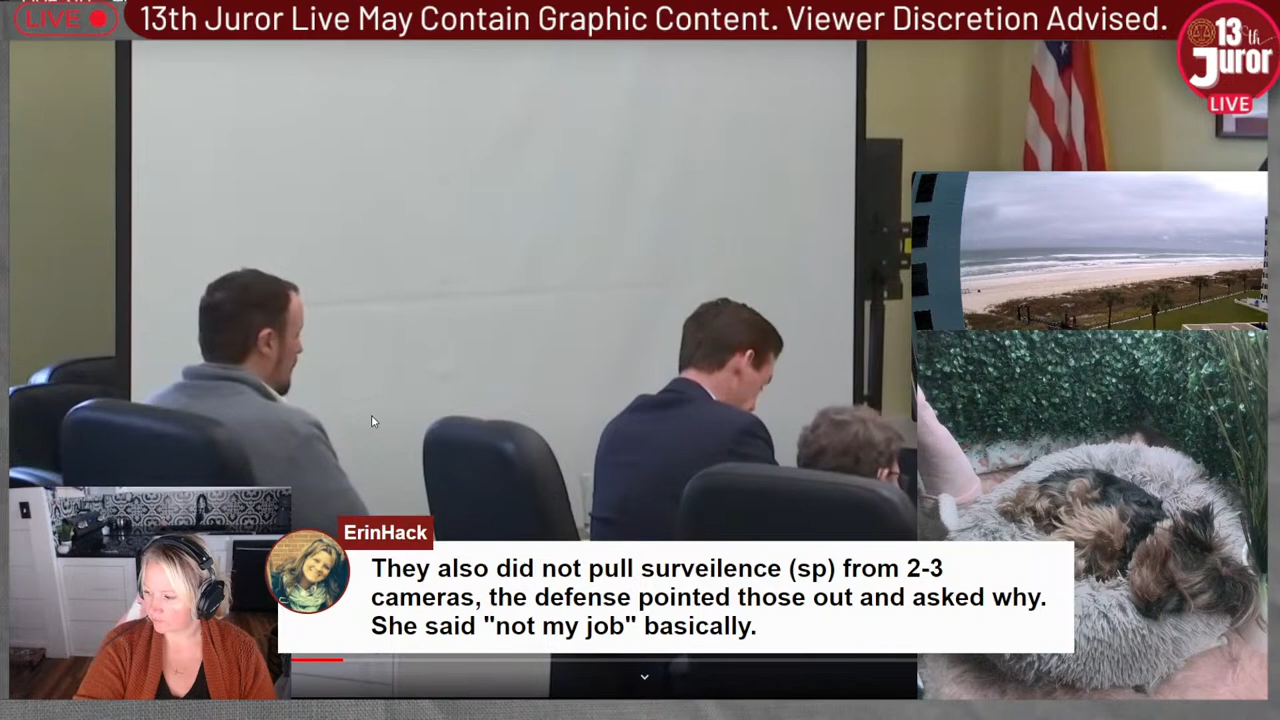 LIVE
13th Juror Live May Contain Graphic Content. Viewer Discretion Advised.
13th
Juror
LIVE
ErinHack
They also did not pull surveilence (sp) from 2-3
cameras, the defense pointed those out and asked why.
She said "not my job" basically.